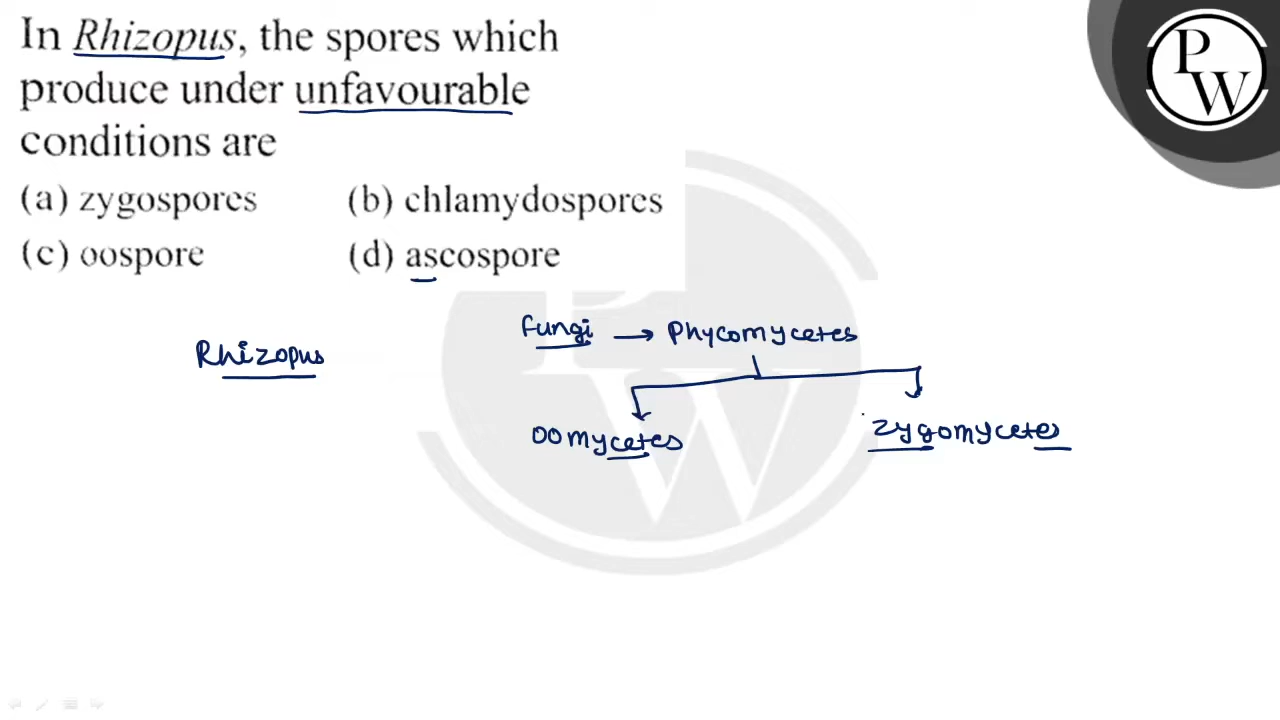 In Rhizopus, the spores which
produce under unfavourable
conditions are
(a) zygospores (b) chlamydospores
(c) oospore (d) ascospore
Fungi → Phycomycetes
Rhizopus
oomycetes zygomycetes
P
W
PW